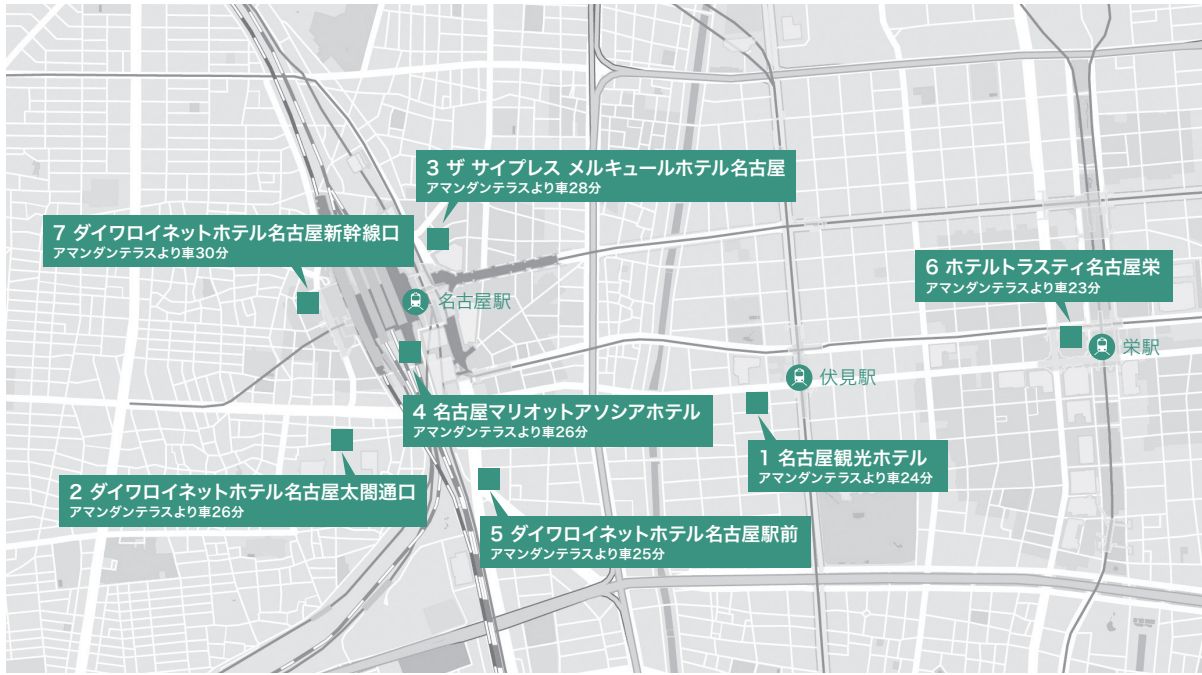 3 ザ サイプレス メルキュールホテル名古屋
アマンダンテラスより車28分
7 ダイワロイネットホテル名古屋新幹線口
アマンダンテラスより車30分
6 ホテルトラスティ名古屋栄
アマンダンテラスより車23分
名古屋駅
栄駅
伏見駅
4 名古屋マリオットアソシアホテル
アマンダンテラスより車26分
1 名古屋観光ホテル
アマンダンテラスより車24分
2 ダイワロイネットホテル名古屋太閤通口
アマンダンテラスより車26分
5 ダイワロイネットホテル名古屋駅前
アマンダンテラスより車25分